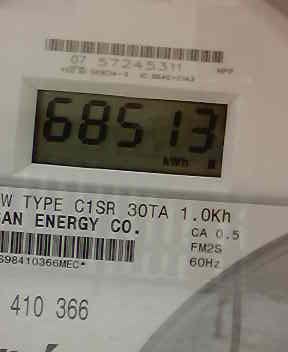 07 57245311
68513
kWh
W TYPE C1SR 30TA 1.0Kh
AN ENERGY CO.
CA 0.5
FM2S
60Hz
S98410366MEC*
410 366